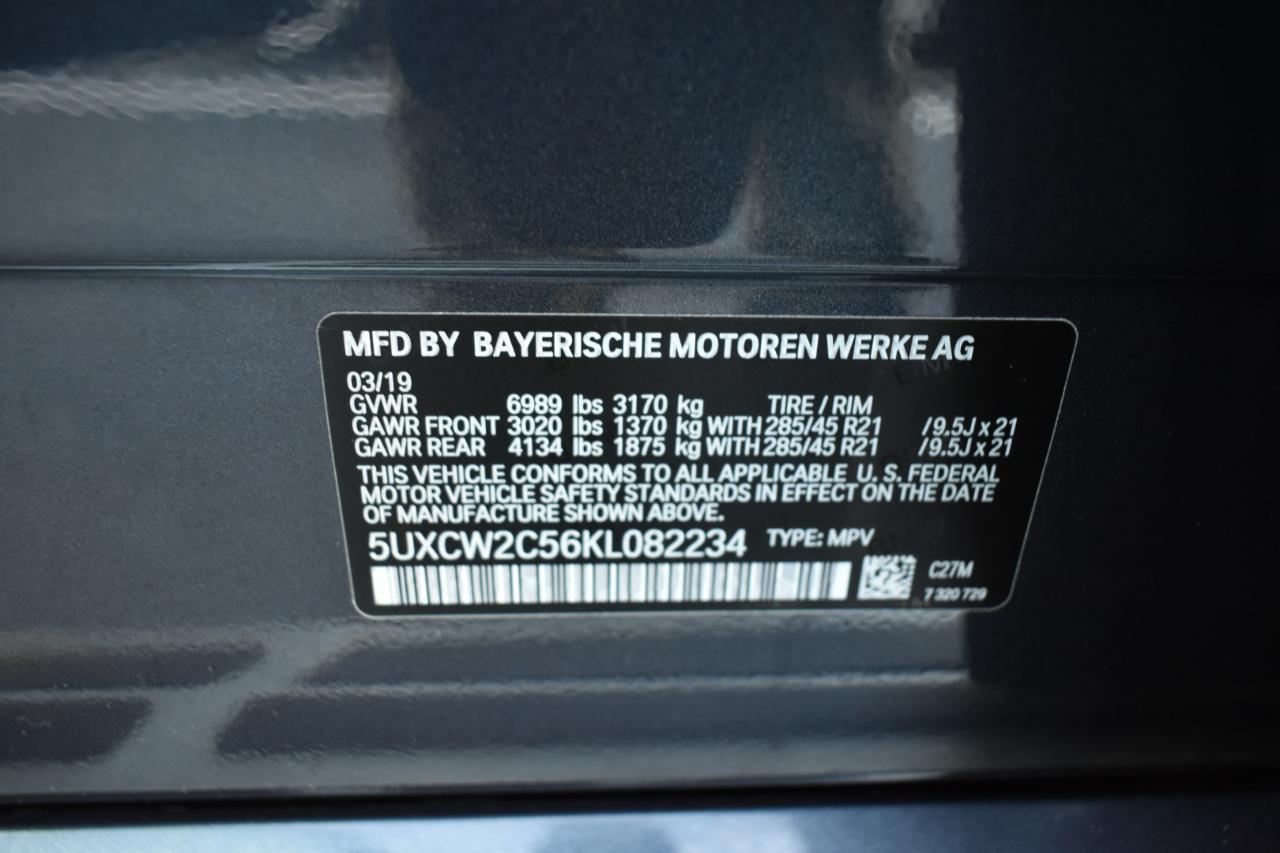 MFD BY BAYERISCHE MOTOREN WERKE AG
03/19
GVWR 6989 lbs 3170 kg TIRE / RIM
GAWR FRONT 3020 lbs 1370 kg WITH 285/45 R21 / 9.5J x 21
GAWR REAR 4134 lbs 1875 kg WITH 285/45 R21 / 9.5J x 21
THIS VEHICLE CONFORMS TO ALL APPLICABLE U. S. FEDERAL
MOTOR VEHICLE SAFETY STANDARDS IN EFFECT ON THE DATE
OF MANUFACTURE SHOWN ABOVE.
5UXCW2C56KL082234 TYPE: MPV
C27M
7 320 729